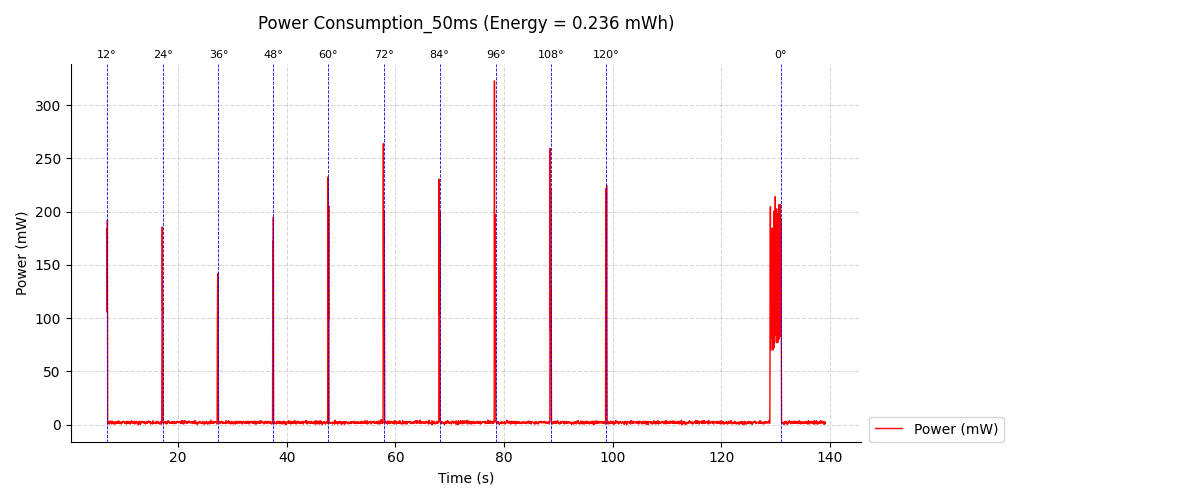 Power Consumption_50ms (Energy = 0.236 mWh)
12° 24° 36° 48° 60° 72° 84° 96° 108° 120° 0°
300
250
200
150
100
50
0
Power (mW)
20 40 60 80 100 120 140
Time (s)
Power (mW)